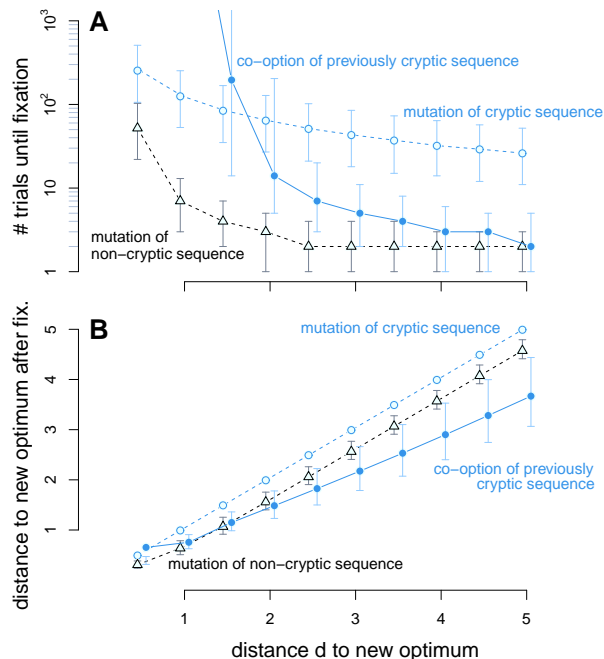 A
10³
10²
10
1
# trials until fixation
co−option of previously cryptic sequence
mutation of cryptic sequence
mutation of
non−cryptic sequence
B
5
4
3
2
1
distance to new optimum after fix.
mutation of cryptic sequence
co−option of previously
cryptic sequence
mutation of non−cryptic sequence
1 2 3 4 5
distance d to new optimum